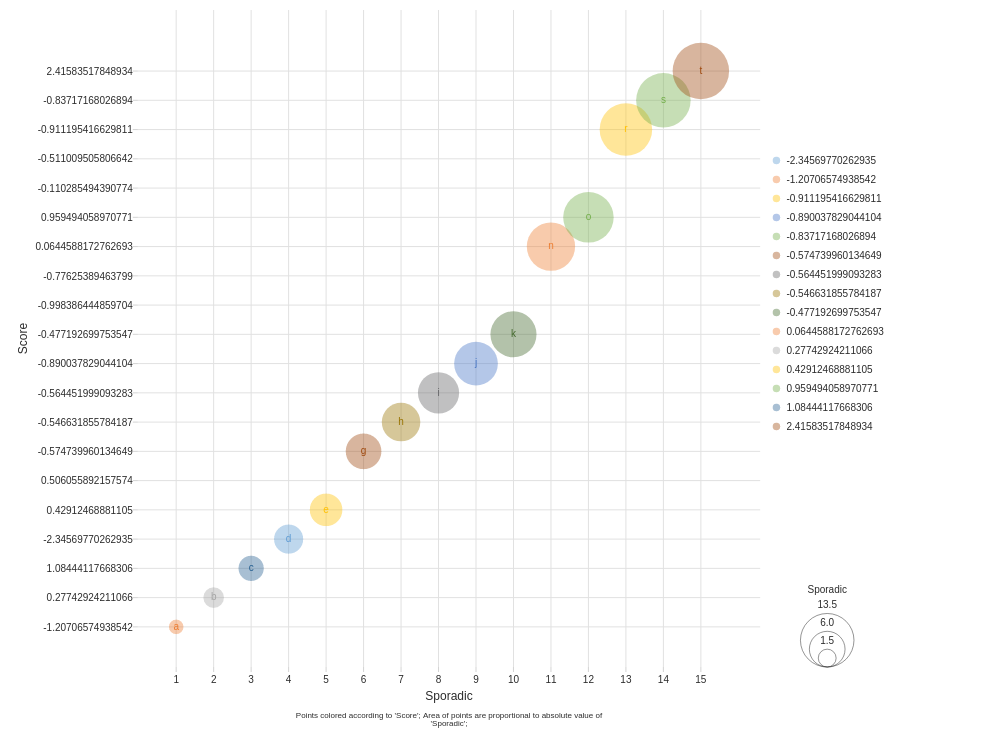 2.41583517848934
-0.83717168026894
-0.911195416629811
-0.511009505806642
-0.110285494390774
0.959494058970771
0.0644588172762693
-0.77625389463799
-0.998386444859704
-0.477192699753547
-0.890037829044104
-0.564451999093283
-0.546631855784187
-0.574739960134649
0.506055892157574
0.42912468881105
-2.34569770262935
1.08444117668306
0.27742924211066
-1.20706574938542
Score
t
s
r
o
n
k
j
i
h
g
e
d
c
b
a
1 2 3 4 5 6 7 8 9 10 11 12 13 14 15
Sporadic
Points colored according to 'Score'; Area of points are proportional to absolute value of
'Sporadic';
-2.34569770262935
-1.20706574938542
-0.911195416629811
-0.890037829044104
-0.83717168026894
-0.574739960134649
-0.564451999093283
-0.546631855784187
-0.477192699753547
0.0644588172762693
0.27742924211066
0.42912468881105
0.959494058970771
1.08444117668306
2.41583517848934
Sporadic
13.5
6.0
1.5